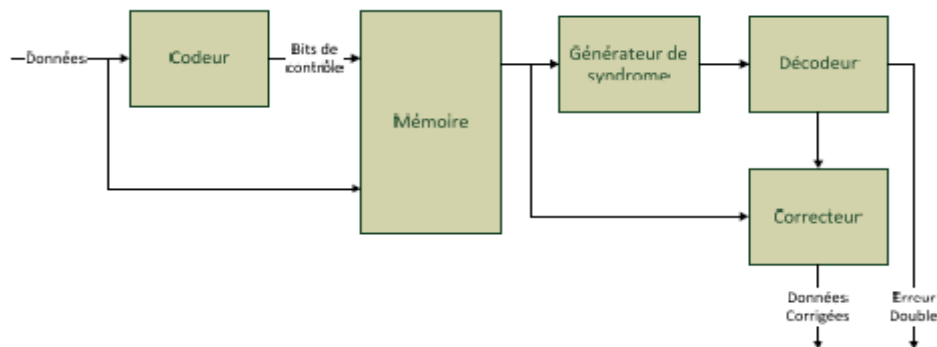 Données
Codeur
Bits de
contrôle
Mémoire
Générateur de
syndrome
Décodeur
Correcteur
Données
Corrigées
Erreur
Double